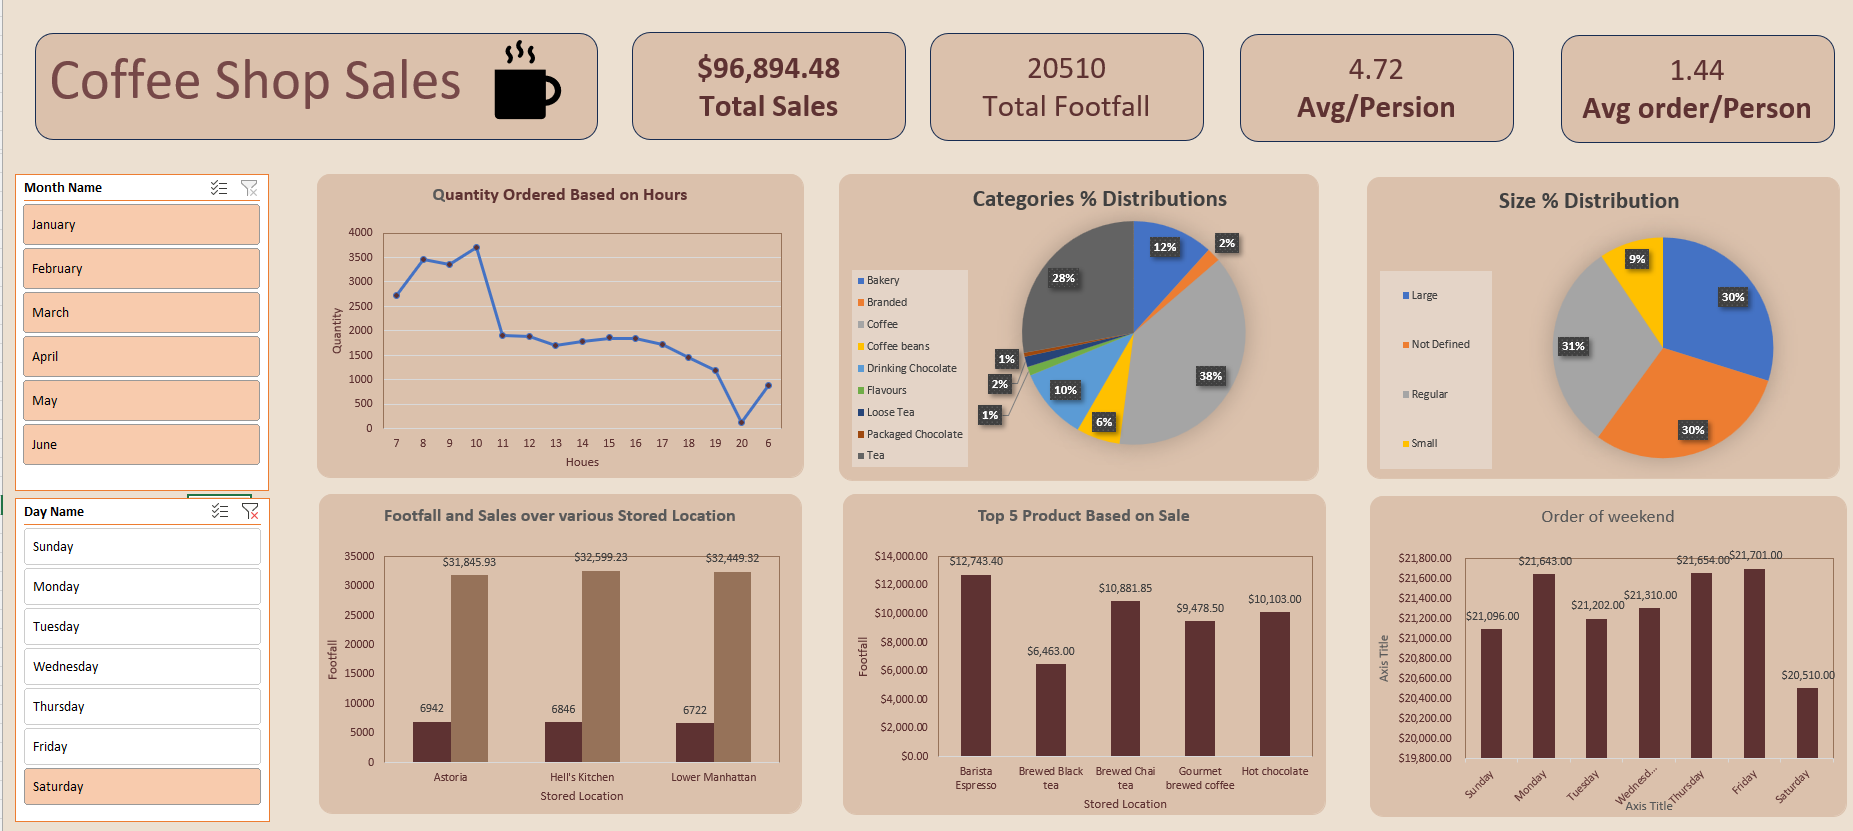 Coffee Shop Sales
$96,894.48
Total Sales
20510
Total Footfall
4.72
Avg/Persion
1.44
Avg order/Person
Month Name
January
February
March
April
May
June
Day Name
Sunday
Monday
Tuesday
Wednesday
Thursday
Friday
Saturday
Quantity Ordered Based on Hours
4000
3500
3000
2500
2000
1500
1000
500
0
Quantity
7 8 9 10 11 12 13 14 15 16 17 18 19 20 6
Houes
Categories % Distributions
Bakery
Branded
Coffee
Coffee beans
Drinking Chocolate
Flavours
Loose Tea
Packaged Chocolate
Tea
12%
2%
38%
6%
10%
1%
2%
1%
28%
Size % Distribution
Large
Not Defined
Regular
Small
30%
30%
31%
9%
Footfall and Sales over various Stored Location
35000
30000
25000
20000
15000
10000
5000
0
Footfall
6942
$31,845.93
6846
$32,599.23
6722
$32,449.32
Astoria
Hell's Kitchen
Lower Manhattan
Stored Location
Top 5 Product Based on Sale
$14,000.00
$12,000.00
$10,000.00
$8,000.00
$6,000.00
$4,000.00
$2,000.00
$0.00
Footfall
$12,743.40
$6,463.00
$10,881.85
$9,478.50
$10,103.00
Barista
Espresso
Brewed Black
tea
Brewed Chai
tea
Gourmet
brewed coffee
Hot chocolate
Stored Location
Order of weekend
$21,800.00
$21,600.00
$21,400.00
$21,200.00
$21,000.00
$20,800.00
$20,600.00
$20,400.00
$20,200.00
$20,000.00
$19,800.00
Axis Title
$21,096.00
$21,643.00
$21,202.00
$21,310.00
$21,654.00
$21,701.00
$20,510.00
Sunday
Monday
Tuesday
Wednesd...
Thursday
Friday
Saturday
Axis Title